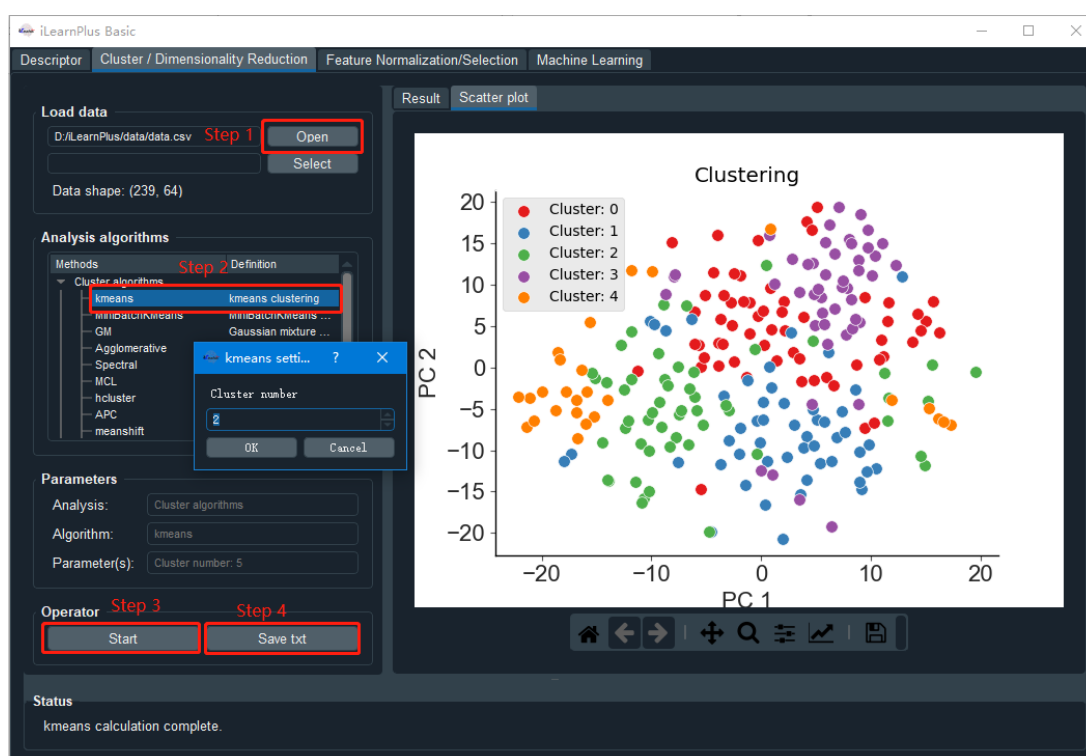 iLearnPlus Basic
Descriptor Cluster / Dimensionality Reduction Feature Normalization/Selection Machine Learning
Load data
D:/iLearnPlus/data/data.csv Step 1 Open
Select
Data shape: (239, 64)
Analysis algorithms
Methods Step 2 Definition
Cluster algorithms
kmeans kmeans clustering
MiniBatchKMeans MiniBatchKMeans ...
GM Gaussian mixture ...
Agglomerative
Spectral
MCL
hcluster
APC
meanshift
kmeans setti... ?
Cluster number
2
OK Cancel
Parameters
Analysis: Cluster algorithms
Algorithm: kmeans
Parameter(s): Cluster number: 5
Operator Step 3 Step 4
Start Save txt
Result Scatter plot
Clustering
Cluster: 0
Cluster: 1
Cluster: 2
Cluster: 3
Cluster: 4
20
15
10
5
0
−5
−10
−15
−20
PC 2
−20 −10 0 10 20
PC 1
Status
kmeans calculation complete.